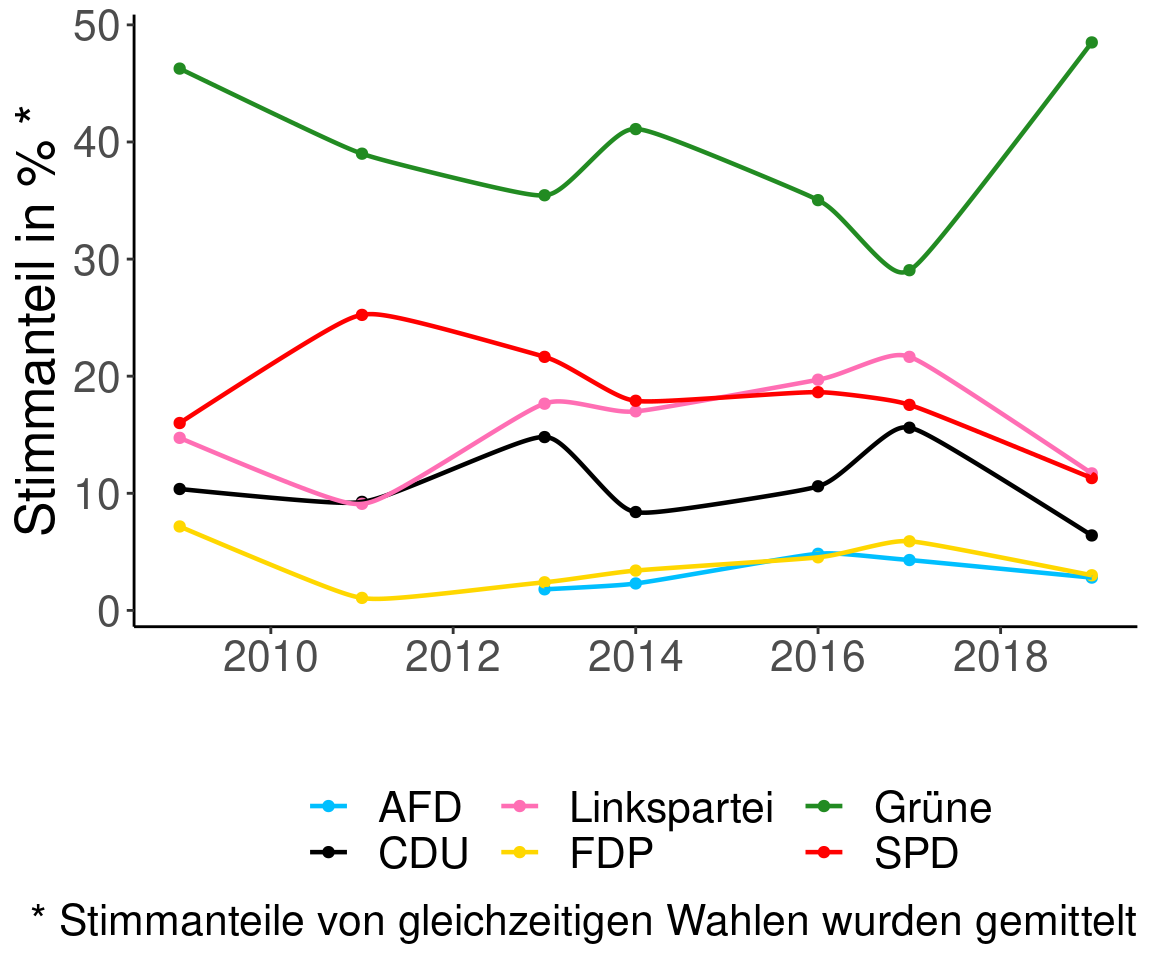 Stimmanteil in % *
50
40
30
20
10
0
2010 2012 2014 2016 2018
AFD Linkspartei Grüne
CDU FDP SPD
* Stimmanteile von gleichzeitigen Wahlen wurden gemittelt